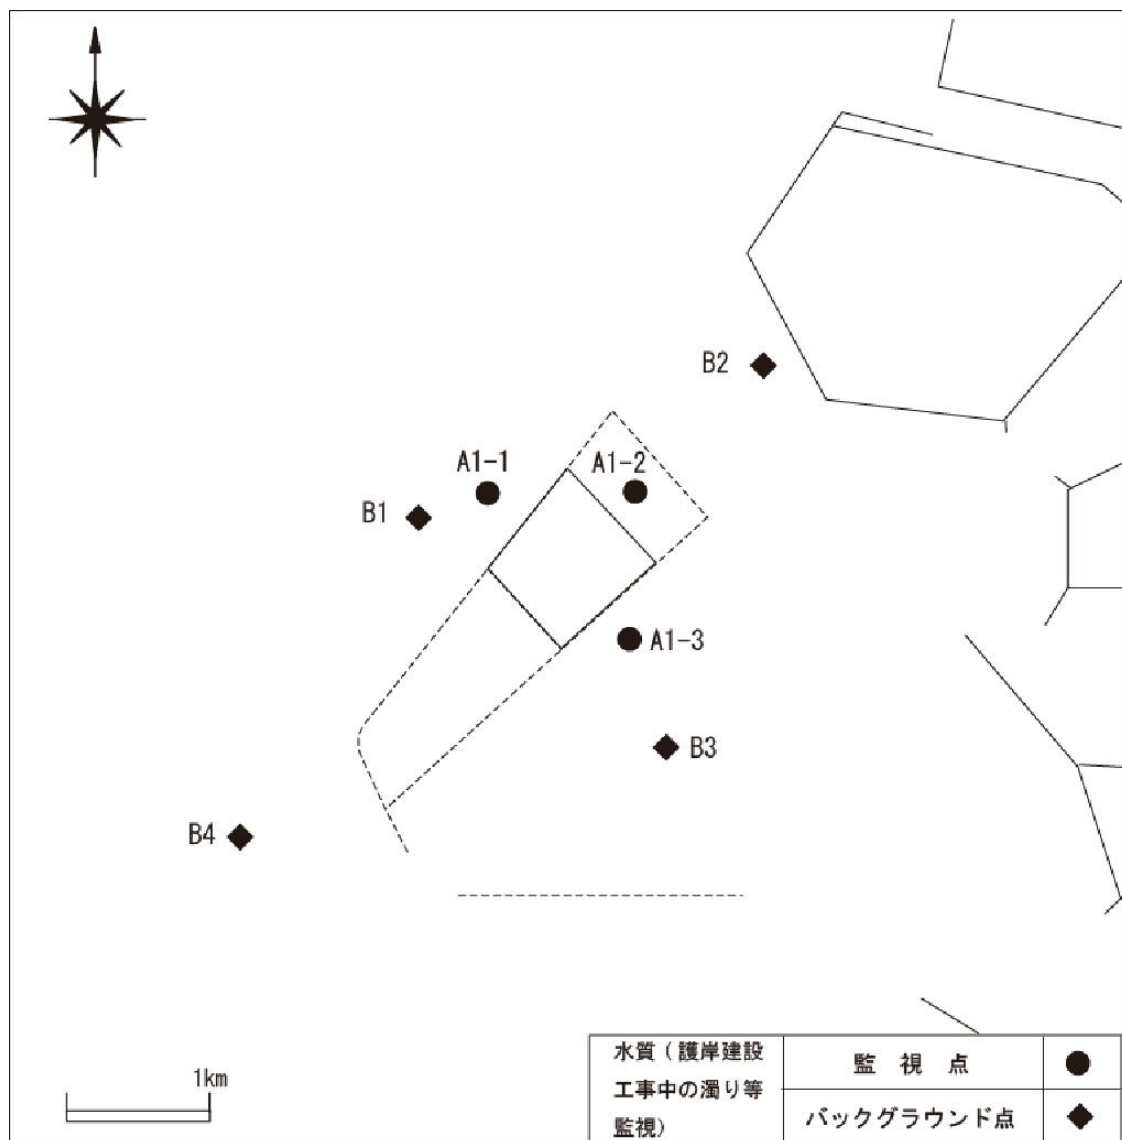 B2
A1-1
A1-2
B1
A1-3
B3
B4
1km
水質（護岸建設
工事中の濁り等
監視）
監 視 点
バックグラウンド点